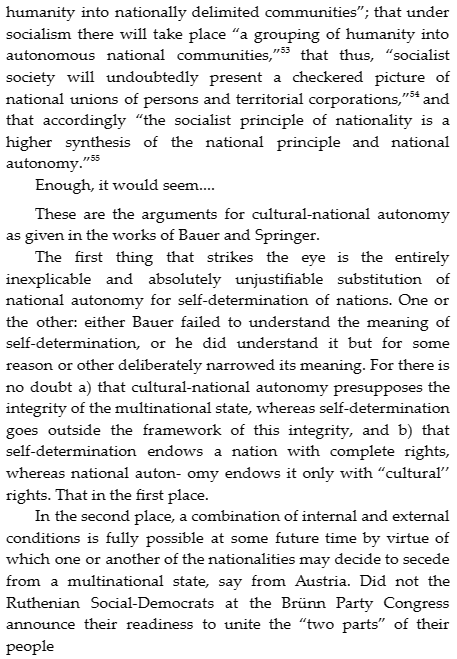 humanity into nationally delimited communities”; that under
socialism there will take place “a grouping of humanity into
autonomous national communities,”⁵³ that thus, “socialist
society will undoubtedly present a checkered picture of
national unions of persons and territorial corporations,”⁵⁴ and
that accordingly “the socialist principle of nationality is a
higher synthesis of the national principle and national
autonomy.”⁵⁵
Enough, it would seem....
These are the arguments for cultural-national autonomy
as given in the works of Bauer and Springer.
The first thing that strikes the eye is the entirely
inexplicable and absolutely unjustifiable substitution of
national autonomy for self-determination of nations. One or
the other: either Bauer failed to understand the meaning of
self-determination, or he did understand it but for some
reason or other deliberately narrowed its meaning. For there is
no doubt a) that cultural-national autonomy presupposes the
integrity of the multinational state, whereas self-determination
goes outside the framework of this integrity, and b) that
self-determination endows a nation with complete rights,
whereas national auton- omy endows it only with “cultural’’
rights. That in the first place.
In the second place, a combination of internal and external
conditions is fully possible at some future time by virtue of
which one or another of the nationalities may decide to secede
from a multinational state, say from Austria. Did not the
Ruthenian Social-Democrats at the Brünn Party Congress
announce their readiness to unite the “two parts” of their
people